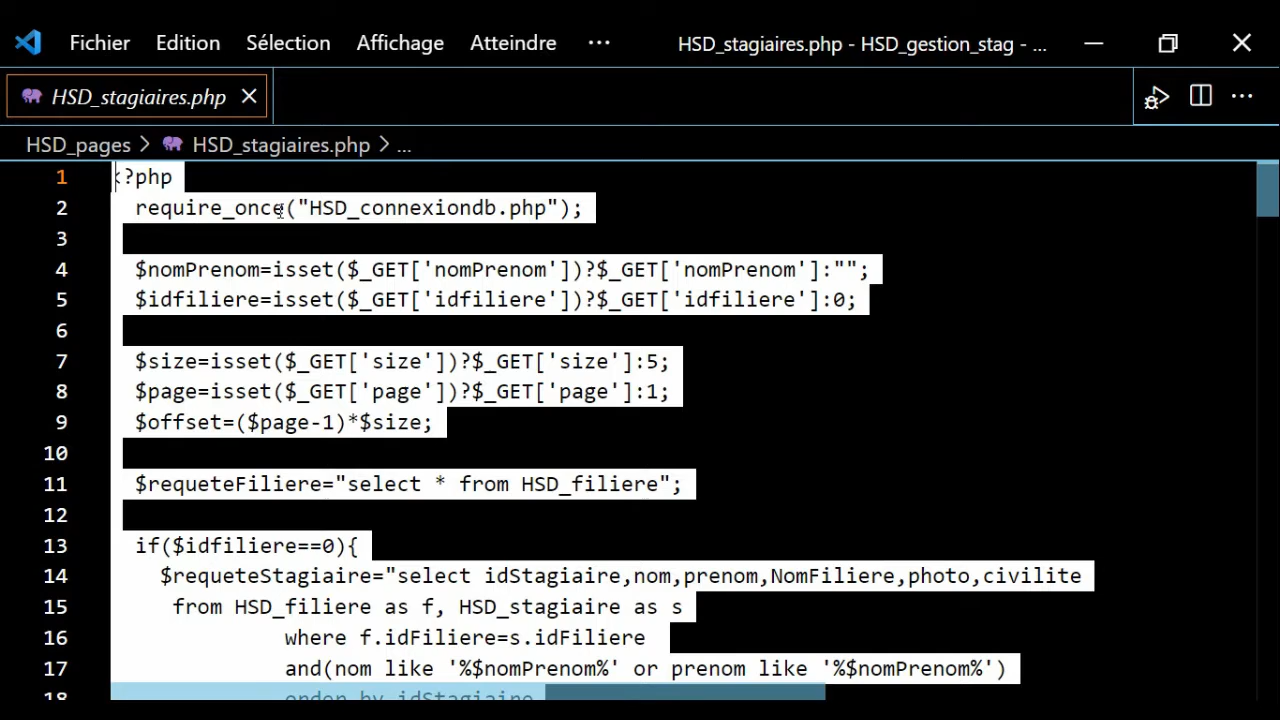 Fichier Edition Sélection Affichage Atteindre ··· HSD_stagiaires.php - HSD_gestion_stag - ...
HSD_stagiaires.php
HSD_pages > HSD_stagiaires.php > ...
1 <?php
2 require_once("HSD_connexiondb.php");
3
4 $nomPrenom=isset($_GET['nomPrenom'])?$_GET['nomPrenom']:"";
5 $idfiliere=isset($_GET['idfiliere'])?$_GET['idfiliere']:0;
6
7 $size=isset($_GET['size'])?$_GET['size']:5;
8 $page=isset($_GET['page'])?$_GET['page']:1;
9 $offset=($page-1)*$size;
10
11 $requeteFiliere="select * from HSD_filiere";
12
13 if($idfiliere==0){
14 $requeteStagiaire="select idStagiaire,nom,prenom,NomFiliere,photo,civilite
15 from HSD_filiere as f, HSD_stagiaire as s
16 where f.idFiliere=s.idFiliere
17 and(nom like '%$nomPrenom%' or prenom like '%$nomPrenom%')
18 order by idStagiaire